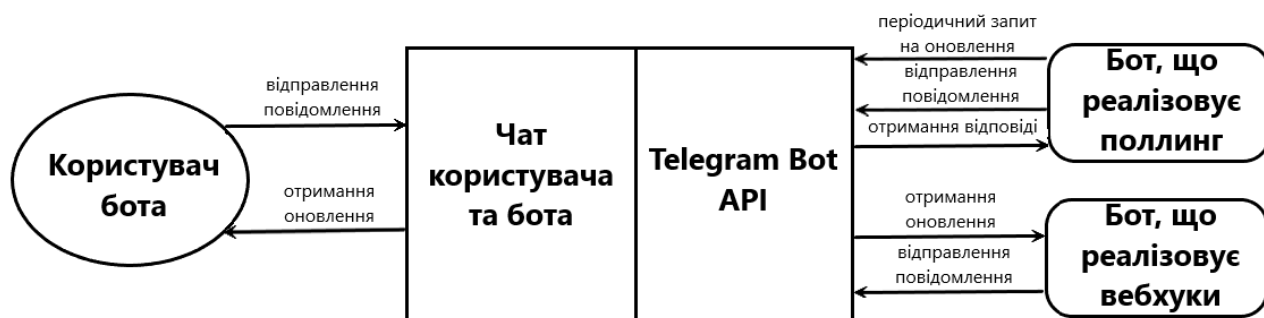 Користувач
бота
відправлення
повідомлення
отримання
оновлення
Чат
користувача
та бота
Telegram Bot
API
періодичний запит
на оновлення
відправлення
повідомлення
отримання відповіді
Бот, що
реалізовує
поллинг
отримання
оновлення
відправлення
повідомлення
Бот, що
реалізовує
вебхуки